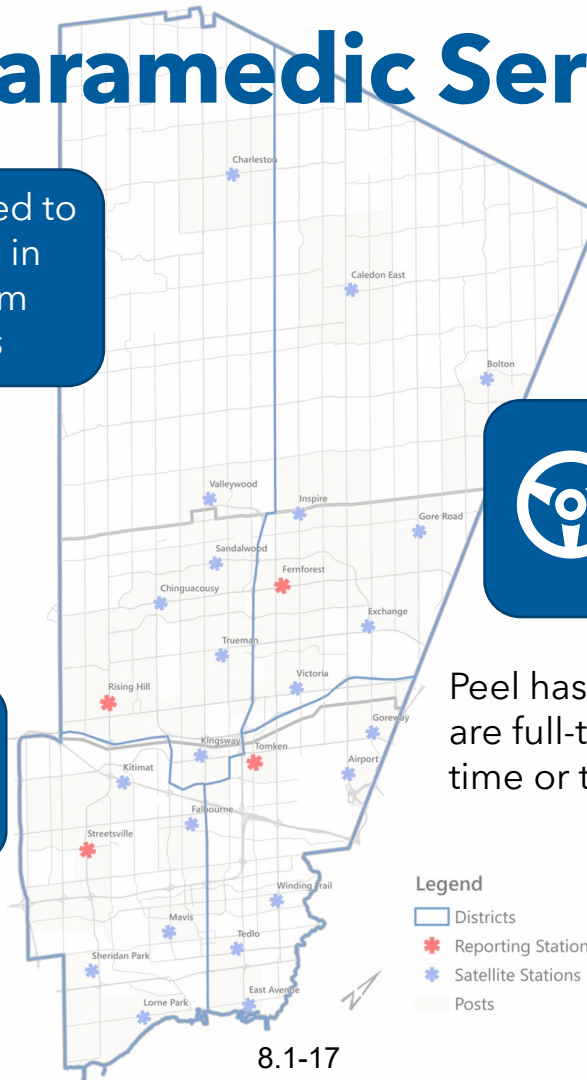 aramedic Ser
ed to
in
m
s
Charleston
Caledon East
Bolton
Valleywood
Inspire
Gore Road
Sandalwood
Fernforest
Chinguacousy
Exchange
Trueman
Victoria
Rising Hill
Peel has
are full-t
time or t
Goreway
Kingsway
Tomken
Airport
Kitimat
Falbourne
Streetsville
Winding Trail
Legend
Districts
Reporting Station
Satellite Stations
Posts
Mavis
Tedlo
Sheridan Park
East Avenue
Lorne Park
8.1-17